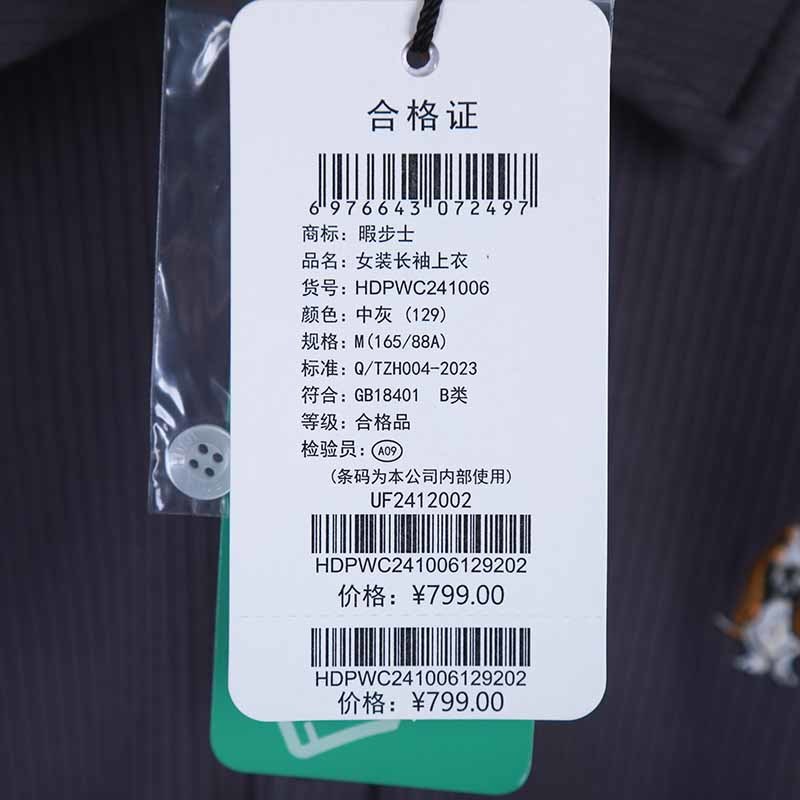 合格证
6 976643 072497
商标：暇步士
品名：女装长袖上衣
货号：HDPWC241006
颜色：中灰 (129)
规格：M(165/88A)
标准：Q/TZH004-2023
符合：GB18401 B类
等级：合格品
检验员：A09
(条码为本公司内部使用)
UF2412002
HDPWC241006129202
价格：¥799.00
HDPWC241006129202
价格：¥799.00